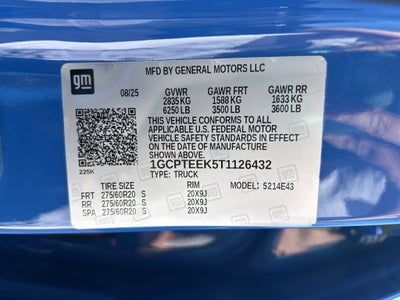 gm
MFD BY GENERAL MOTORS LLC
08/25 GVWR GAWR FRT GAWR RR
2835 KG 1588 KG 1633 KG
6250 LB 3500 LB 3600 LB
THIS VEHICLE CONFORMS TO ALL
APPLICABLE U.S. FEDERAL MOTOR
VEHICLE SAFETY STANDARDS IN EFFECT
ON THE DATE OF MANUFACTURE
SHOWN ABOVE.
225K 1GCPTEEK5T1126432
TYPE: TRUCK
TIRE SIZE RIM MODEL: 5214E43
FRT 275/60R20 S 20X9J
RR 275/60R20 S 20X9J
SPA 275/60R20 S 20X9J